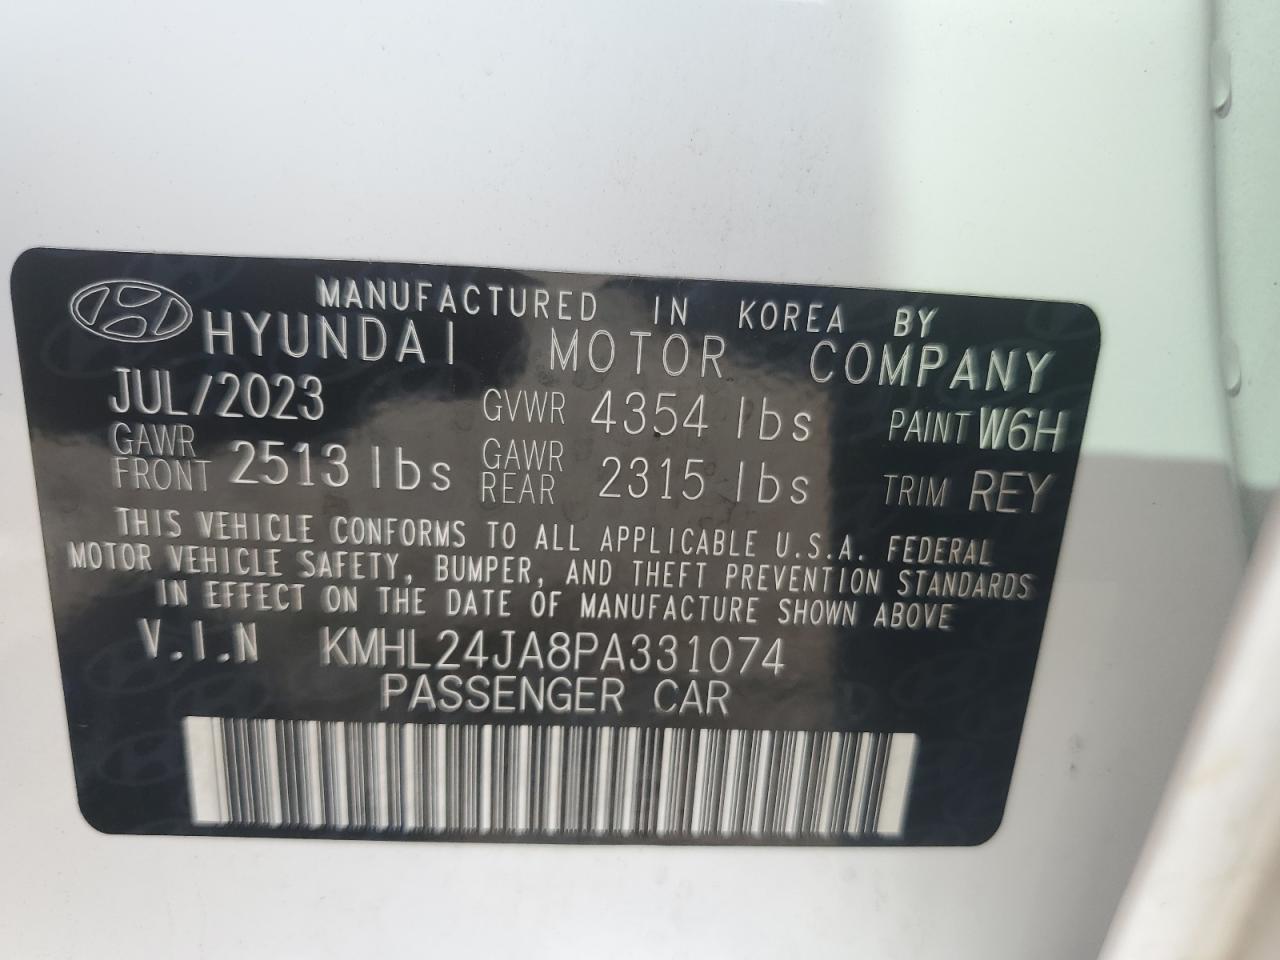 MANUFACTURED IN KOREA BY
HYUNDAI MOTOR COMPANY
JUL/2023 GVWR 4354 lbs PAINT W6H
GAWR FRONT 2513 lbs GAWR REAR 2315 lbs TRIM REY
THIS VEHICLE CONFORMS TO ALL APPLICABLE U.S.A. FEDERAL
MOTOR VEHICLE SAFETY, BUMPER, AND THEFT PREVENTION STANDARDS
IN EFFECT ON THE DATE OF MANUFACTURE SHOWN ABOVE
V.I.N KMHL24JA8PA331074
PASSENGER CAR